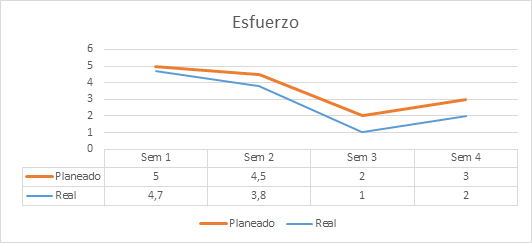 Esfuerzo
6
5
4
3
2
1
0
Sem 1 Sem 2 Sem 3 Sem 4
Planeado 5 4,5 2 3
Real 4,7 3,8 1 2
Planeado Real